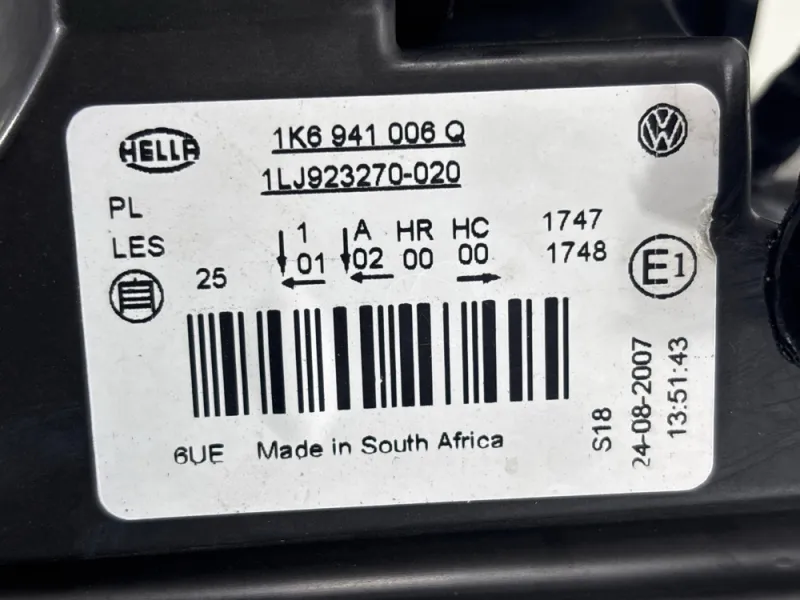 HELLA
1K6 941 006 Q
1LJ923270-020
PL
LES
1 A HR HC 1747
25 01 02 00 00 1748
E1
6UE Made in South Africa
S18
24-08-2007
13:51:43